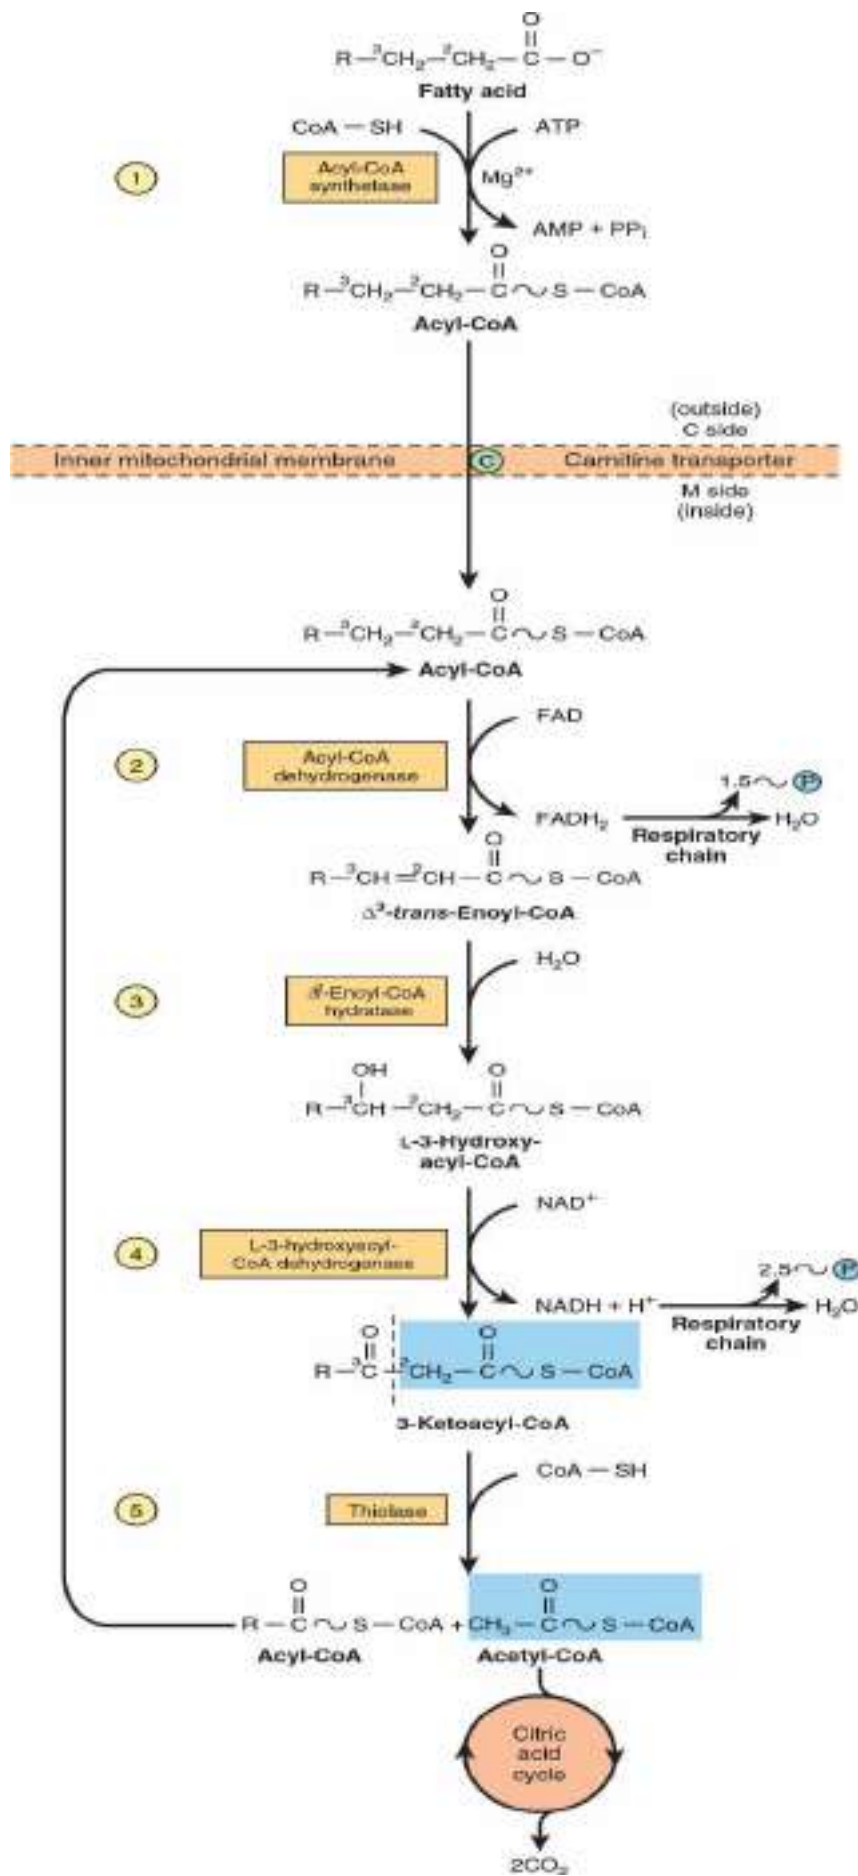 O
R—³CH₂—²CH₂—C—O⁻
Fatty acid
CoA—SH
ATP
1
Acyl-CoA
synthetase
Mg²⁺
AMP + PPi
O
R—³CH₂—²CH₂—C~S—CoA
Acyl-CoA
(outside)
C side
Inner mitochondrial membrane
C
Carnitine transporter
M side
(inside)
O
R—³CH₂—²CH₂—C~S—CoA
Acyl-CoA
FAD
2
Acyl-CoA
dehydrogenase
1.5~P
FADH₂
H₂O
Respiratory
chain
O
R—³CH=²CH—C~S—CoA
Δ²-trans-Enoyl-CoA
H₂O
3
-Enoyl-CoA
hydratase
OH
O
R—³CH—²CH₂—C~S—CoA
L-3-Hydroxy-
acyl-CoA
NAD⁺
4
L-3-hydroxyacyl-
CoA dehydrogenase
2.5~P
NADH + H⁺
H₂O
Respiratory
chain
O
O
R—³C—²CH₂—C~S—CoA
3-Ketoacyl-CoA
CoA—SH
5
Thiolase
O
O
R—C~S—CoA + CH₃—C~S—CoA
Acyl-CoA
Acetyl-CoA
Citric
acid
cycle
2CO₂